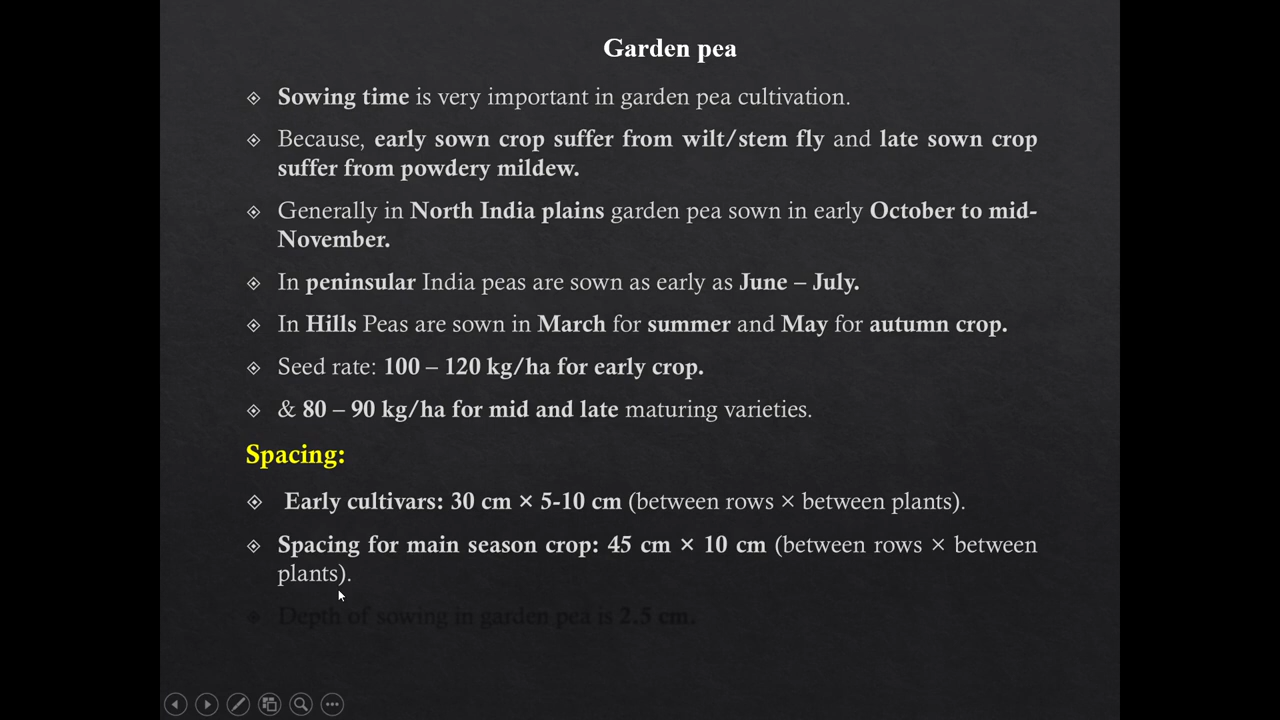 Garden pea
Sowing time is very important in garden pea cultivation.
Because, early sown crop suffer from wilt/stem fly and late sown crop
suffer from powdery mildew.
Generally in North India plains garden pea sown in early October to mid-
November.
In peninsular India peas are sown as early as June – July.
In Hills Peas are sown in March for summer and May for autumn crop.
Seed rate: 100 – 120 kg/ha for early crop.
& 80 – 90 kg/ha for mid and late maturing varieties.
Spacing:
Early cultivars: 30 cm × 5-10 cm (between rows × between plants).
Spacing for main season crop: 45 cm × 10 cm (between rows × between
plants).
Depth of sowing in garden pea is 2.5 cm.